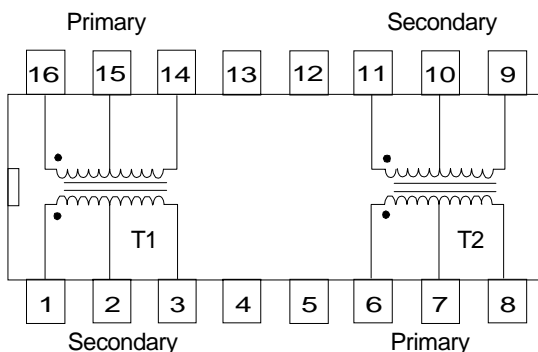 Primary Secondary
16 15 14 13 12 11 10 9
T1 T2
1 2 3 4 5 6 7 8
Secondary Primary